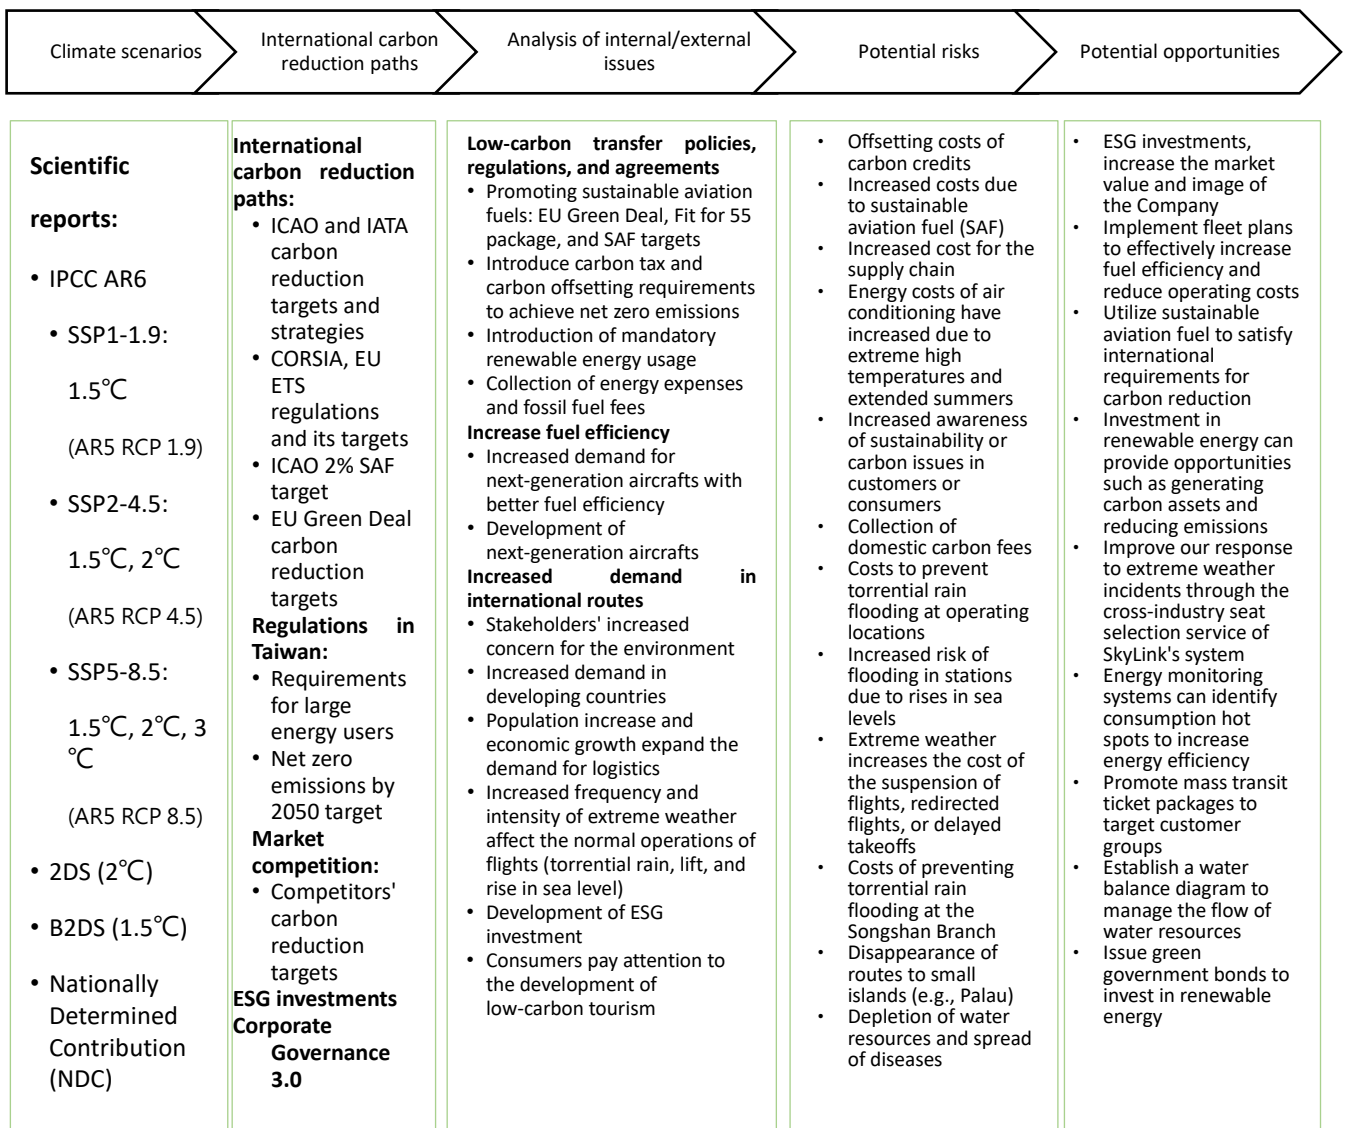 Climate scenarios
International carbon
reduction paths
Analysis of internal/external
issues
Potential risks
Potential opportunities
Scientific
reports:
• IPCC AR6
• SSP1-1.9:
1.5℃
(AR5 RCP 1.9)
• SSP2-4.5:
1.5℃, 2℃
(AR5 RCP 4.5)
• SSP5-8.5:
1.5℃, 2℃, 3
℃
(AR5 RCP 8.5)
• 2DS (2℃)
• B2DS (1.5℃)
• Nationally
Determined
Contribution
(NDC)
International
carbon reduction
paths:
• ICAO and IATA
carbon
reduction
targets and
strategies
• CORSIA, EU
ETS
regulations
and its targets
• ICAO 2% SAF
target
• EU Green Deal
carbon
reduction
targets
Regulations in
Taiwan:
• Requirements
for large
energy users
• Net zero
emissions by
2050 target
Market
competition:
• Competitors'
carbon
reduction
targets
ESG investments
Corporate
Governance
3.0
Low-carbon transfer policies,
regulations, and agreements
• Promoting sustainable aviation
fuels: EU Green Deal, Fit for 55
package, and SAF targets
• Introduce carbon tax and
carbon offsetting requirements
to achieve net zero emissions
• Introduction of mandatory
renewable energy usage
• Collection of energy expenses
and fossil fuel fees
Increase fuel efficiency
• Increased demand for
next-generation aircrafts with
better fuel efficiency
• Development of
next-generation aircrafts
Increased demand in
international routes
• Stakeholders' increased
concern for the environment
• Increased demand in
developing countries
• Population increase and
economic growth expand the
demand for logistics
• Increased frequency and
intensity of extreme weather
affect the normal operations of
flights (torrential rain, lift, and
rise in sea level)
• Development of ESG
investment
• Consumers pay attention to
the development of
low-carbon tourism
• Offsetting costs of
carbon credits
• Increased costs due
to sustainable
aviation fuel (SAF)
• Increased cost for the
supply chain
• Energy costs of air
conditioning have
increased due to
extreme high
temperatures and
extended summers
• Increased awareness
of sustainability or
carbon issues in
customers or
consumers
• Collection of
domestic carbon fees
• Costs to prevent
torrential rain
flooding at operating
locations
• Increased risk of
flooding in stations
due to rises in sea
levels
• Extreme weather
increases the cost of
the suspension of
flights, redirected
flights, or delayed
takeoffs
• Costs of preventing
torrential rain
flooding at the
Songshan Branch
• Disappearance of
routes to small
islands (e.g., Palau)
• Depletion of water
resources and spread
of diseases
• ESG investments,
increase the market
value and image of
the Company
• Implement fleet plans
to effectively increase
fuel efficiency and
reduce operating costs
• Utilize sustainable
aviation fuel to satisfy
international
requirements for
carbon reduction
• Investment in
renewable energy can
provide opportunities
such as generating
carbon assets and
reducing emissions
• Improve our response
to extreme weather
incidents through the
cross-industry seat
selection service of
SkyLink's system
• Energy monitoring
systems can identify
consumption hot
spots to increase
energy efficiency
• Promote mass transit
ticket packages to
target customer
groups
• Establish a water
balance diagram to
manage the flow of
water resources
• Issue green
government bonds to
invest in renewable
energy